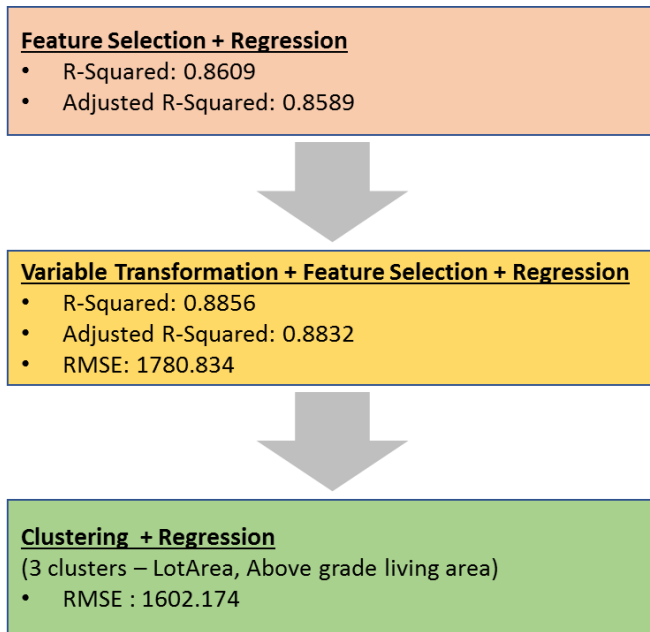 Feature Selection + Regression
• R-Squared: 0.8609
• Adjusted R-Squared: 0.8589
Variable Transformation + Feature Selection + Regression
• R-Squared: 0.8856
• Adjusted R-Squared: 0.8832
• RMSE: 1780.834
Clustering + Regression
(3 clusters – LotArea, Above grade living area)
• RMSE : 1602.174